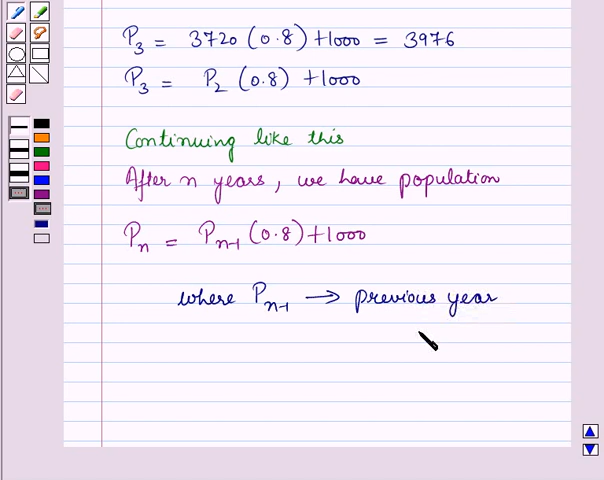 P₃ = 3720 (0.8) +1000 = 3976
P₃ = P₂ (0.8) +1000
Continuing like this
After n years, we have population
Pₙ = Pₙ₋₁ (0.8) +1000
where Pₙ₋₁ → previous year